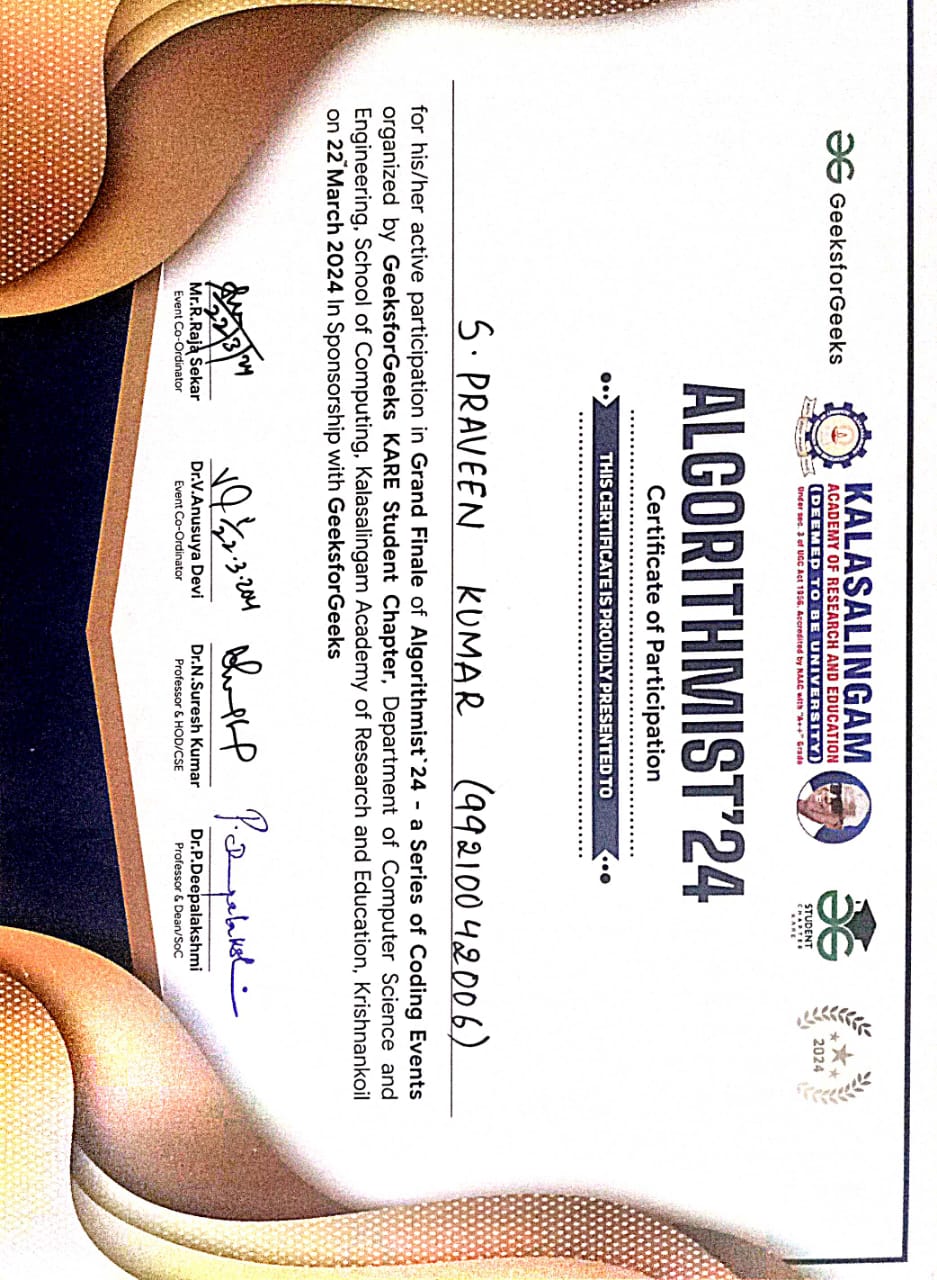 GeeksforGeeks
KALASALINGAM
ACADEMY OF RESEARCH AND EDUCATION
(DEEMED TO BE UNIVERSITY)
Under sec. 3 of UGC Act 1956. Accredited by NAAC with "A++" Grade
STUDENT
CHAPTER
KARE
2024
ALGORITHMIST'24
Certificate of Participation
THIS CERTIFICATE IS PROUDLY PRESENTED TO
S. PRAVEEN KUMAR (99210042006)
for his/her active participation in Grand Finale of Algorithmist`24 - a Series of Coding Events
organized by GeeksforGeeks KARE Student Chapter, Department of Computer Science and
Engineering, School of Computing, Kalasalingam Academy of Research and Education, Krishnankoil
on 22 March 2024 In Sponsorship with GeeksforGeeks
22/3/24
P. Deepalakshmi
Mr.R.Raja Sekar
Event Co-Ordinator
Dr.V.Anusuya Devi
Event Co-Ordinator
Dr.N.Suresh Kumar
Professor & HOD/CSE
Dr.P.Deepalakshmi
Professor & Dean/SoC